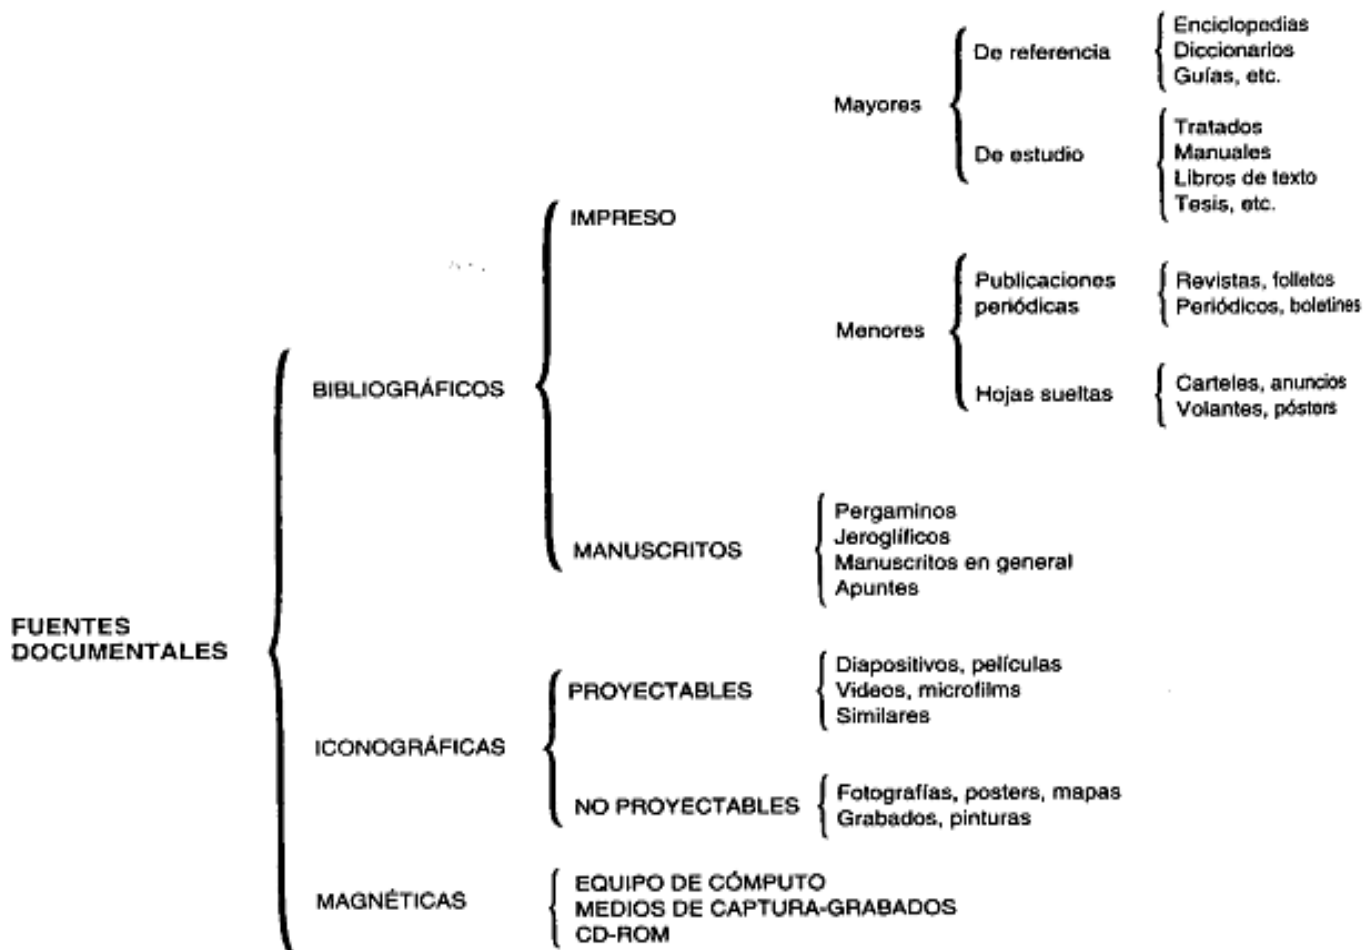 Enciclopedias
De referencia
Diccionarios
Guías, etc.
Mayores
Tratados
De estudio
Manuales
Libros de texto
Tesis, etc.
IMPRESO
Publicaciones
periódicas
Revistas, folletos
Periódicos, boletines
Menores
Hojas sueltas
Carteles, anuncios
Volantes, pósters
BIBLIOGRÁFICOS
MANUSCRITOS
Pergaminos
Jeroglíficos
Manuscritos en general
Apuntes
FUENTES
DOCUMENTALES
PROYECTABLES
Diapositivos, películas
Videos, microfilms
Similares
ICONOGRÁFICAS
NO PROYECTABLES
Fotografías, posters, mapas
Grabados, pinturas
MAGNÉTICAS
EQUIPO DE CÓMPUTO
MEDIOS DE CAPTURA-GRABADOS
CD-ROM